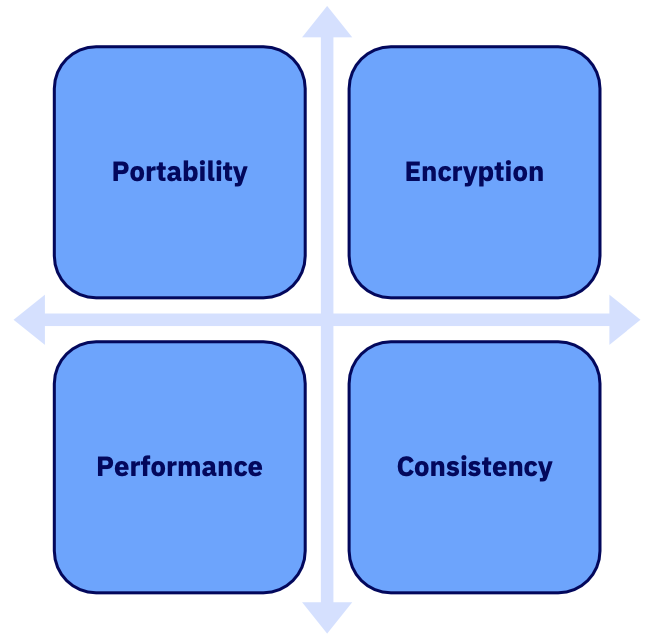 Portability
Encryption
Performance
Consistency